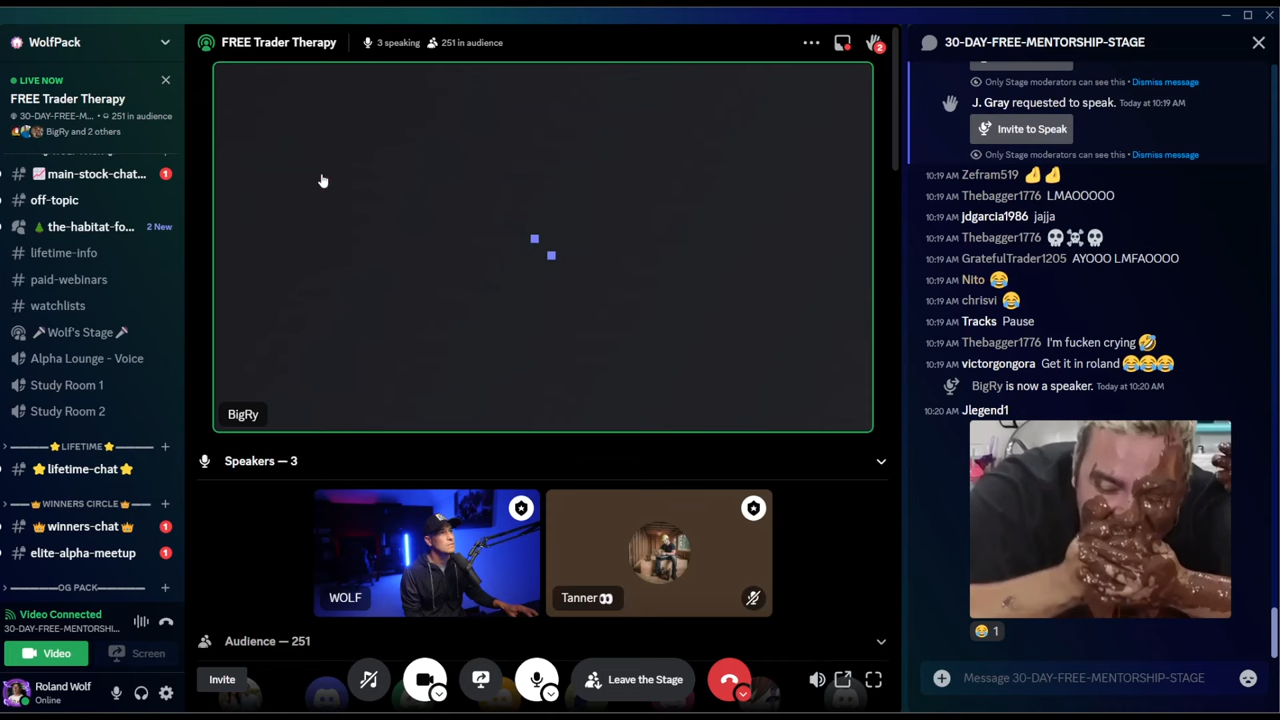 WolfPack
LIVE NOW
FREE Trader Therapy
30-DAY-FREE-M... · 251 in audience
BigRy and 2 others
main-stock-chat... 1
off-topic
the-habitat-fo... 2 New
lifetime-info
paid-webinars
watchlists
Wolf's Stage
Alpha Lounge - Voice
Study Room 1
Study Room 2
LIFETIME
lifetime-chat
WINNERS CIRCLE
winners-chat 1
elite-alpha-meetup 1
OG PACK
Video Connected
30-DAY-FREE-MENTORSHI...
Video Screen
Roland Wolf
Online
FREE Trader Therapy 3 speaking 251 in audience
2
BigRy
Speakers — 3
WOLF
Tanner👀
Audience — 251
Invite
Leave the Stage
30-DAY-FREE-MENTORSHIP-STAGE
Only Stage moderators can see this • Dismiss message
J. Gray requested to speak. Today at 10:19 AM
Invite to Speak
Only Stage moderators can see this • Dismiss message
10:19 AM Zefram519
10:19 AM Thebagger1776 LMAOOOOO
10:19 AM jdgarcia1986 jajja
10:19 AM Thebagger1776 💀☠💀
10:19 AM GratefulTrader1205 AYOOO LMFAOOOO
10:19 AM Nito 😂
10:19 AM chrisvi 😂
10:19 AM Tracks Pause
10:19 AM Thebagger1776 I'm fucken crying 🤣
10:19 AM victorgongora Get it in roland 😂😂😂
BigRy is now a speaker. Today at 10:20 AM
10:20 AM Jlegend1
😂 1
Message 30-DAY-FREE-MENTORSHIP-STAGE